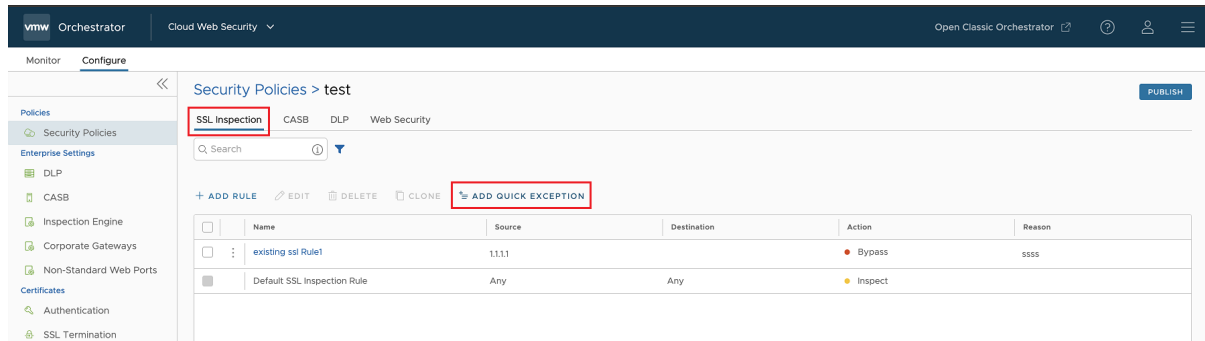 vmw Orchestrator Cloud Web Security Open Classic Orchestrator
Monitor Configure
Security Policies > test PUBLISH
Policies
SSL Inspection CASB DLP Web Security
Security Policies
Enterprise Settings
Search
DLP
CASB
+ ADD RULE EDIT DELETE CLONE ADD QUICK EXCEPTION
Inspection Engine
Name Source Destination Action Reason
Corporate Gateways
existing ssl Rule1 1.1.1.1 Bypass ssss
Non-Standard Web Ports
Default SSL Inspection Rule Any Any Inspect
Certificates
Authentication
SSL Termination